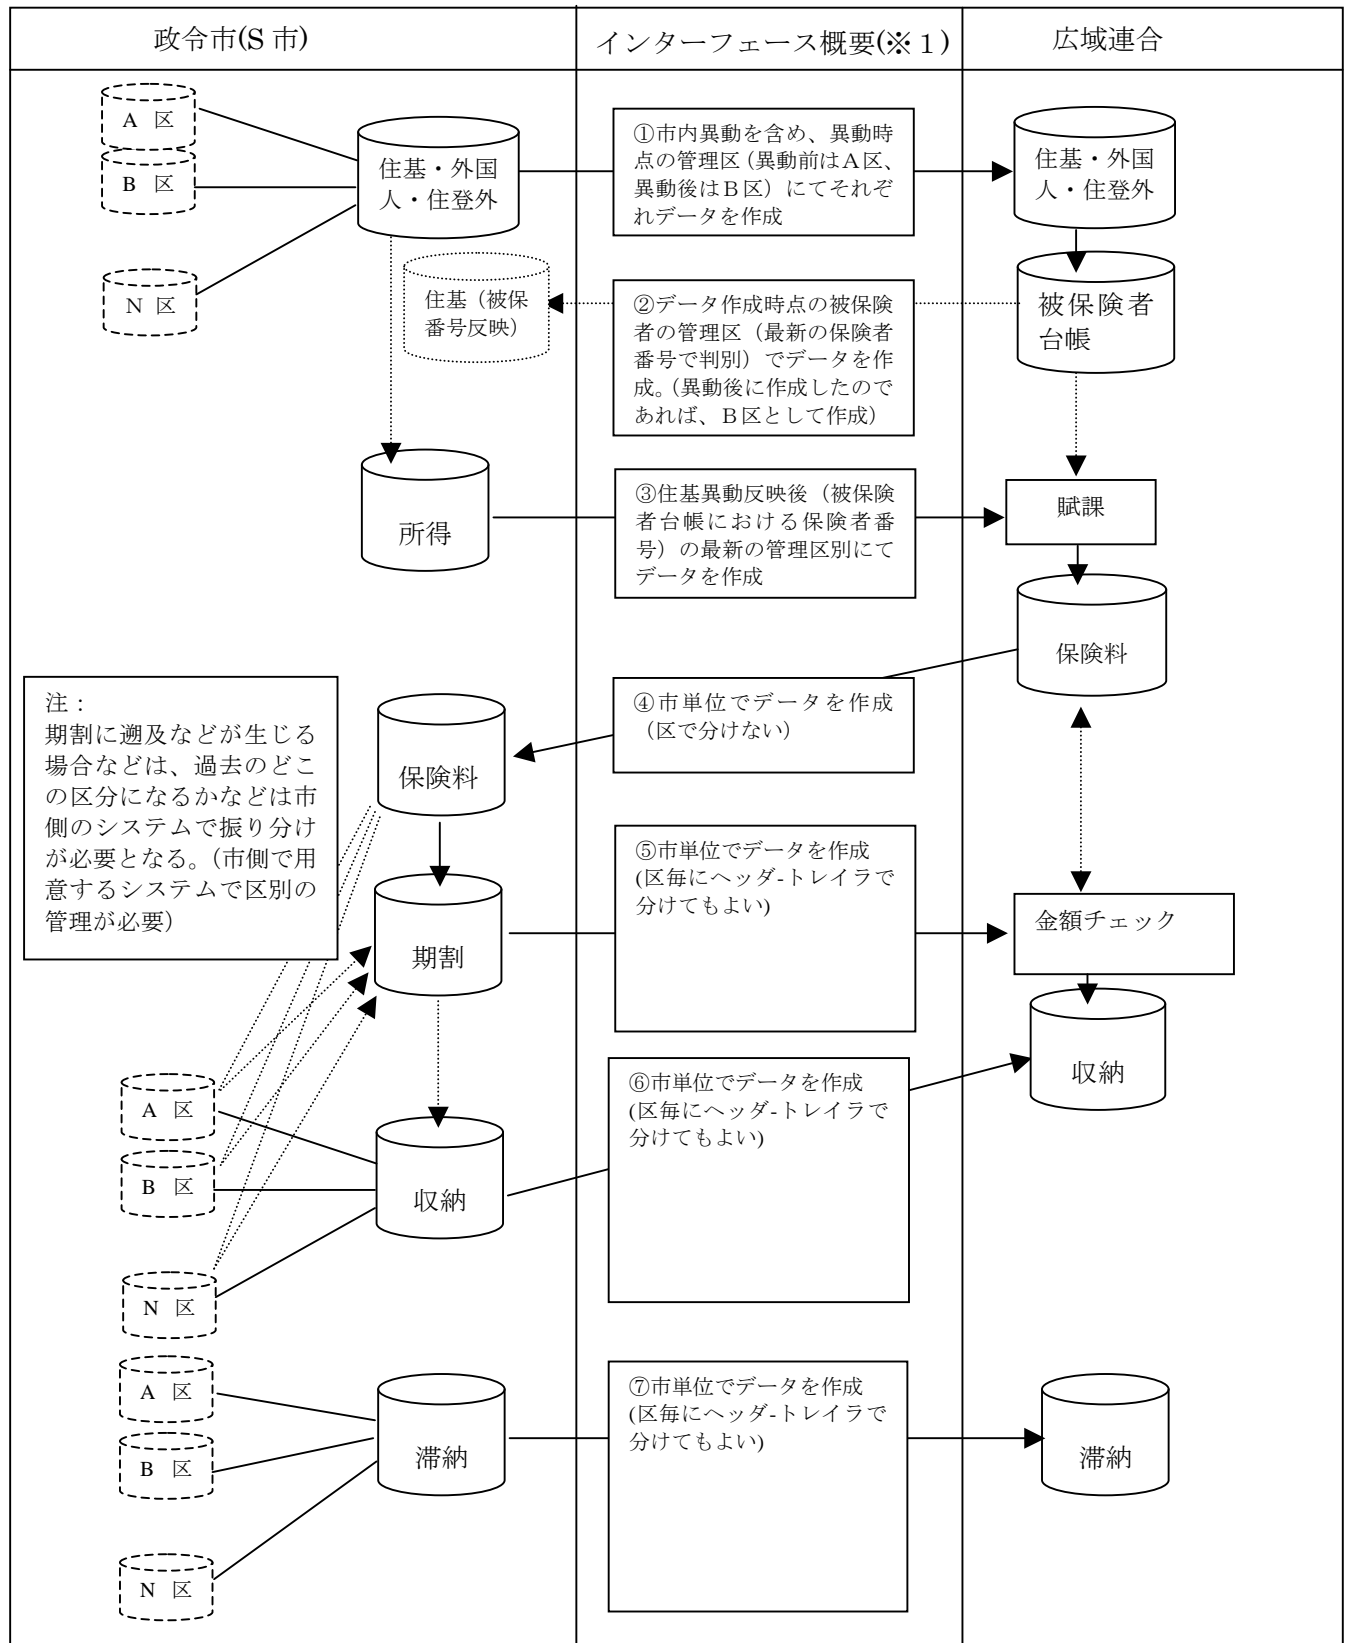 政令市(S 市)
インターフェース概要(※１)
広域連合
A 区
B 区
N 区
住基・外国
人・住登外
①市内異動を含め、異動時
点の管理区（異動前はＡ区、
異動後はＢ区）にてそれぞ
れデータを作成
住基・外国
人・住登外
住基（被保
番号反映）
②データ作成時点の被保険
者の管理区（最新の保険者
番号で判別）でデータを作
成。（異動後に作成したので
あれば、Ｂ区として作成）
被保険者
台帳
所得
③住基異動反映後（被保険
者台帳における保険者番
号）の最新の管理区別にて
データを作成
賦課
保険料
注：
期割に遡及などが生じる
場合などは、過去のどこ
の区分になるかなどは市
側のシステムで振り分け
が必要となる。（市側で用
意するシステムで区別の
管理が必要）
保険料
④市単位でデータを作成
（区で分けない）
期割
⑤市単位でデータを作成
(区毎にヘッダ-トレイラで
分けてもよい)
金額チェック
収納
A 区
B 区
N 区
収納
⑥市単位でデータを作成
(区毎にヘッダ-トレイラで
分けてもよい)
A 区
B 区
N 区
滞納
⑦市単位でデータを作成
(区毎にヘッダ-トレイラで
分けてもよい)
滞納